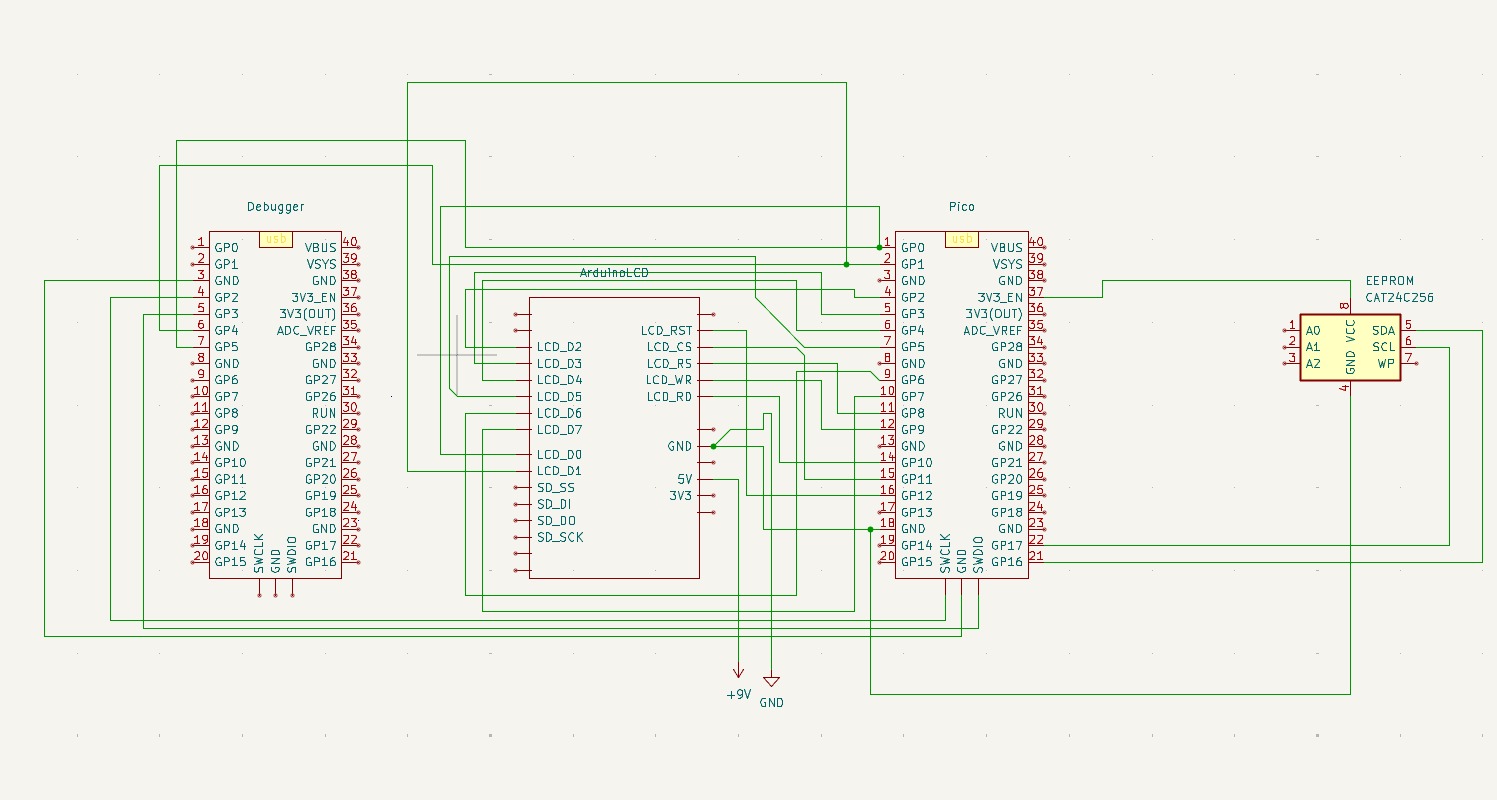 Debugger
usb
1 GP0 VBUS 40
2 GP1 VSYS 39
3 GND GND 38
4 GP2 3V3_EN 37
5 GP3 3V3(OUT) 36
6 GP4 ADC_VREF 35
7 GP5 GP28 34
8 GND GND 33
9 GP6 GP27 32
10 GP7 GP26 31
11 GP8 RUN 30
12 GP9 GP22 29
13 GND GND 28
14 GP10 GP21 27
15 GP11 GP20 26
16 GP12 GP19 25
17 GP13 GP18 24
18 GND GND 23
19 GP14 GP17 22
20 GP15 GP16 21
SWCLK
GND
SWDIO
ArduinoLCD
LCD_RST
LCD_D2 LCD_CS
LCD_D3 LCD_RS
LCD_D4 LCD_WR
LCD_D5 LCD_RD
LCD_D6
LCD_D7
GND
LCD_D0
LCD_D1 5V
SD_SS 3V3
SD_DI
SD_DO
SD_SCK
+9V
GND
Pico
usb
1 GP0 VBUS 40
2 GP1 VSYS 39
3 GND GND 38
4 GP2 3V3_EN 37
5 GP3 3V3(OUT) 36
6 GP4 ADC_VREF 35
7 GP5 GP28 34
8 GND GND 33
9 GP6 GP27 32
10 GP7 GP26 31
11 GP8 RUN 30
12 GP9 GP22 29
13 GND GND 28
14 GP10 GP21 27
15 GP11 GP20 26
16 GP12 GP19 25
17 GP13 GP18 24
18 GND GND 23
19 GP14 GP17 22
20 GP15 GP16 21
SWCLK
GND
SWDIO
EEPROM
CAT24C256
8
VCC
1 A0 SDA 5
2 A1 SCL 6
3 A2 WP 7
GND
4